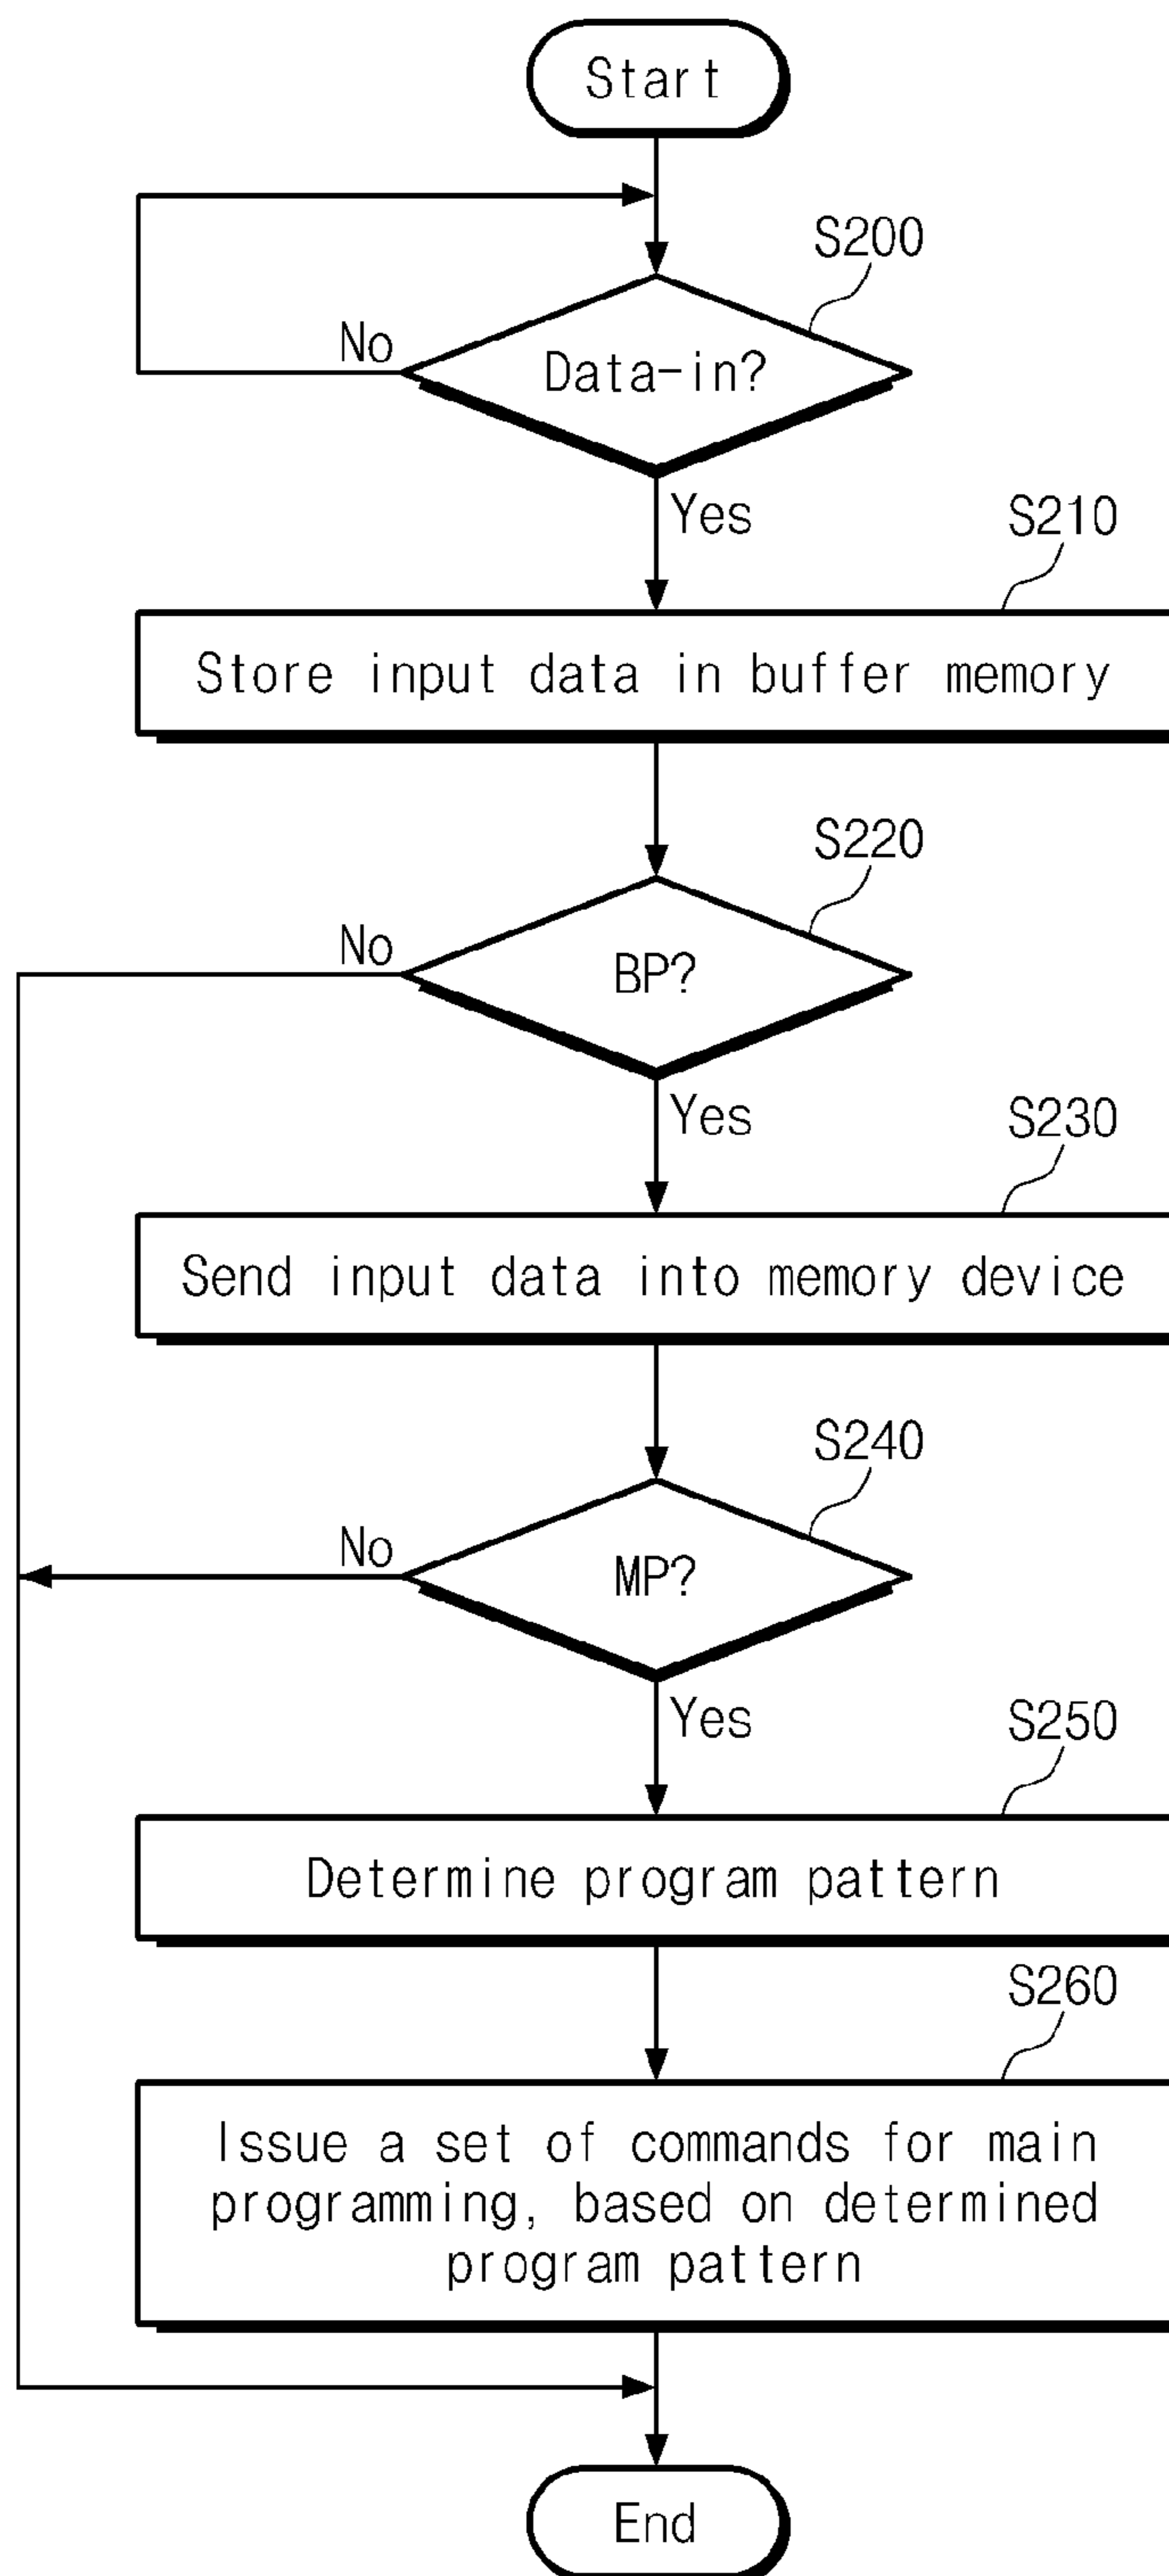 Start
S200
No
Data-in?
Yes
S210
Store input data in buffer memory
S220
No
BP?
Yes
S230
Send input data into memory device
S240
No
MP?
Yes
S250
Determine program pattern
S260
Issue a set of commands for main
programming, based on determined
program pattern
End